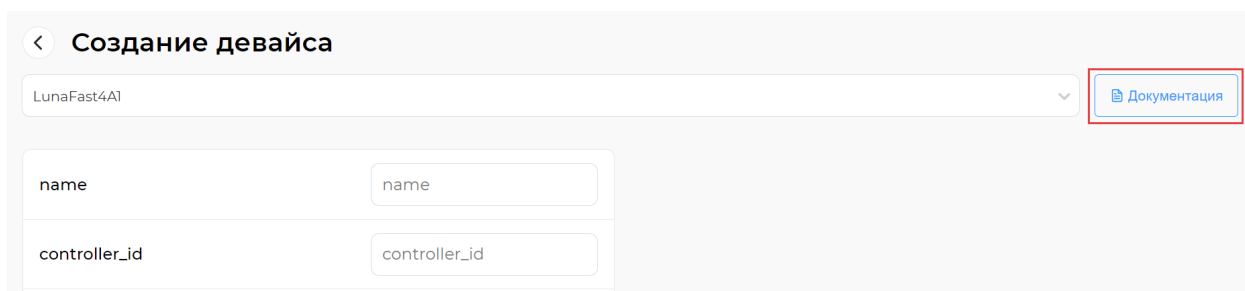 Создание девайса
LunaFast4A1
Документация
name
name
controller_id
controller_id